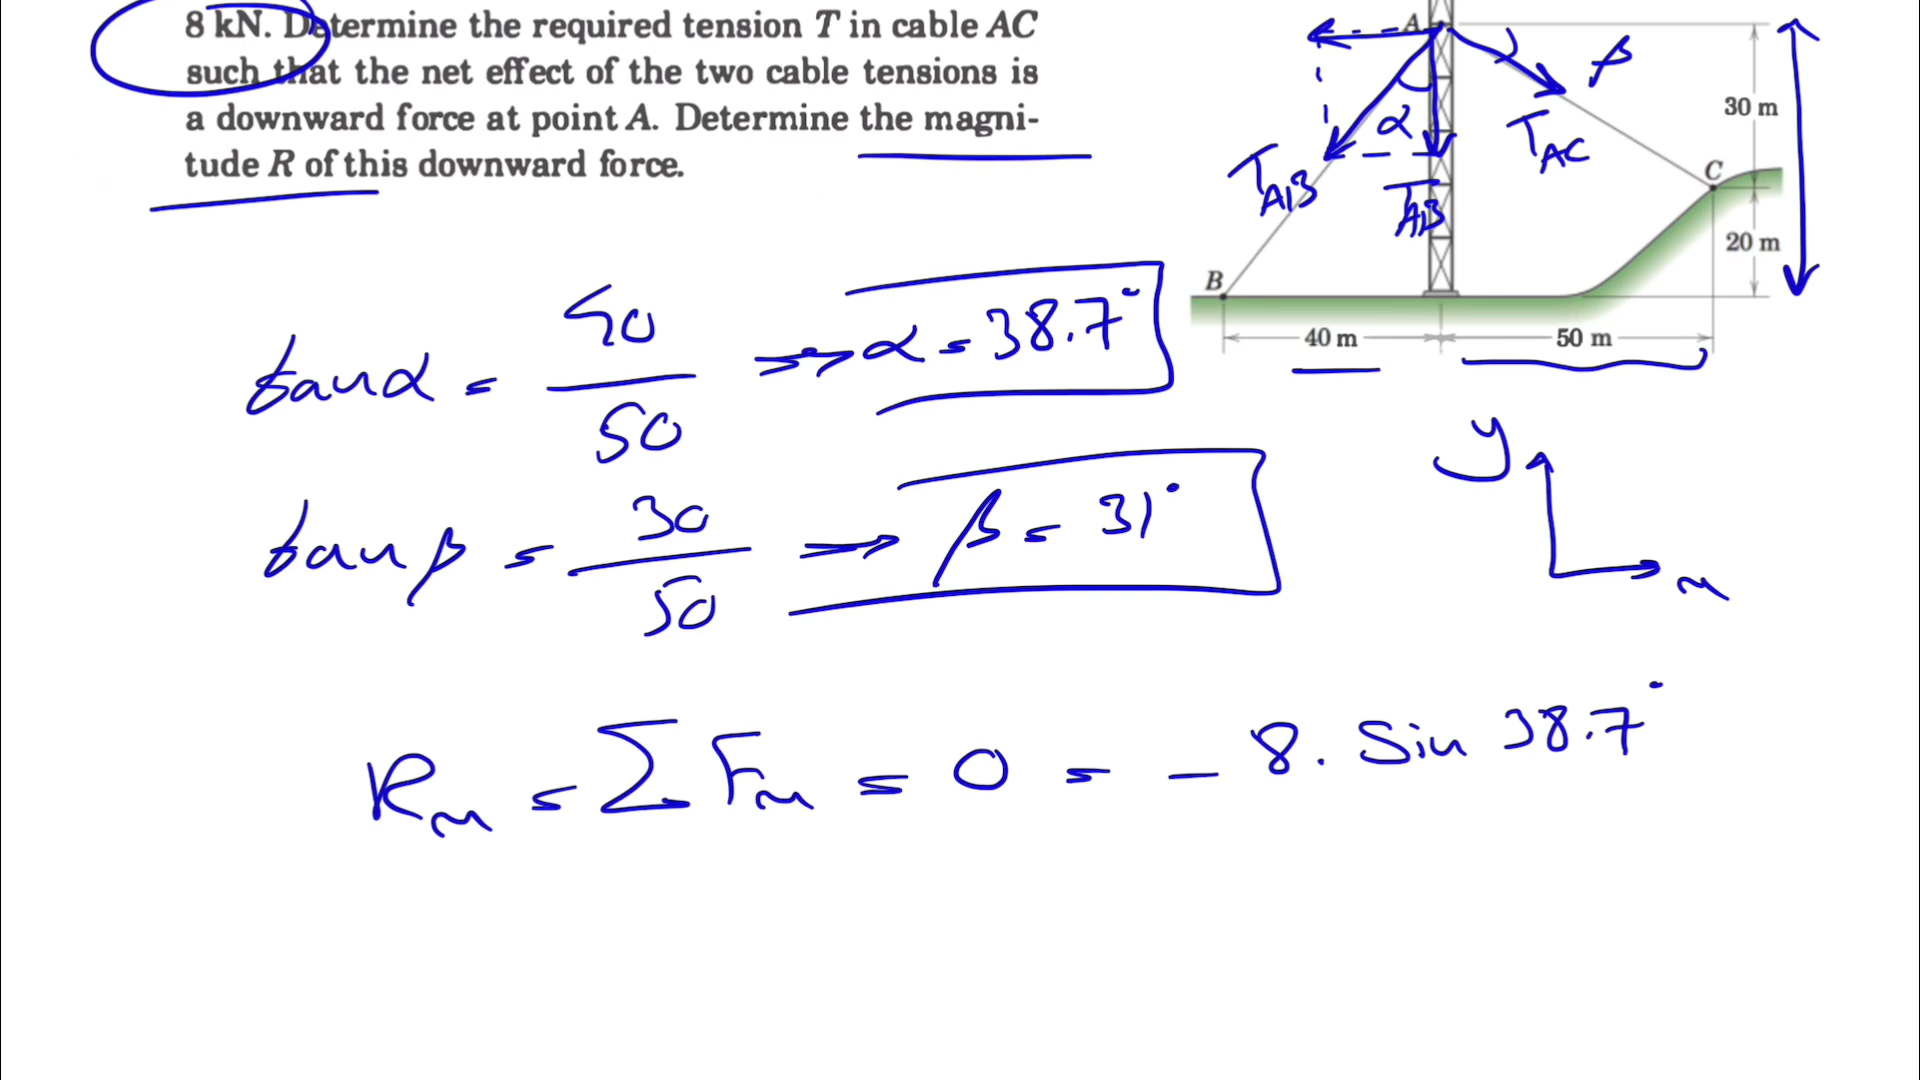 8 kN. Determine the required tension T in cable AC
such that the net effect of the two cable tensions is
a downward force at point A. Determine the magni-
tude R of this downward force.
A
β
30 m
α
T_AC
C
T_AB
T_AB
20 m
B
40 m
50 m
tanα = 40/50 ⇒ α = 38.7°
y
tanβ = 30/50 ⇒ β = 31°
x
R_x = ∑F_x = 0 = - 8. Sin 38.7°